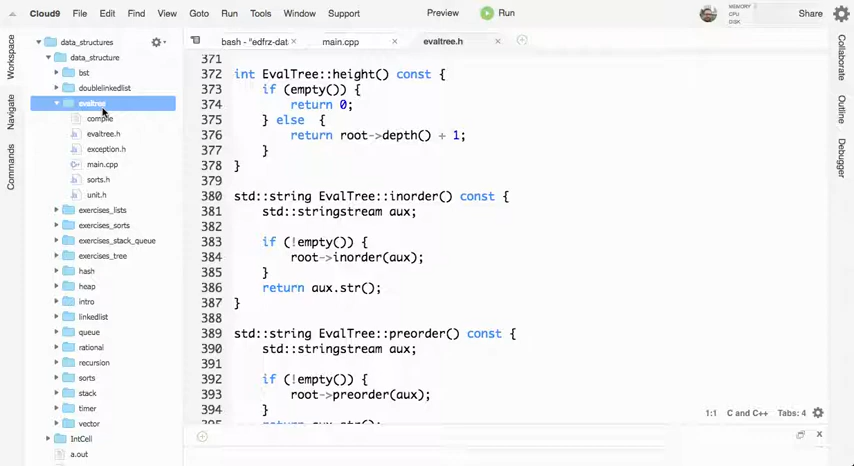 Cloud9 File Edit Find View Goto Run Tools Window Support Preview Run MEMORY Share
CPU
DISK
Workspace
Navigate
Commands
data_structures
data_structure
bst
doublelinkedlist
evaltree
compile
evaltree.h
exception.h
main.cpp
sorts.h
unit.h
exercises_lists
exercises_sorts
exercises_stack_queue
exercises_tree
hash
heap
intro
linkedlist
queue
rational
recursion
sorts
stack
timer
vector
IntCell
a.out
bash - "edfrz-dat × main.cpp × evaltree.h ×
371
372 int EvalTree::height() const {
373 if (empty()) {
374 return 0;
375 } else {
376 return root->depth() + 1;
377 }
378 }
379
380 std::string EvalTree::inorder() const {
381 std::stringstream aux;
382
383 if (!empty()) {
384 root->inorder(aux);
385 }
386 return aux.str();
387 }
388
389 std::string EvalTree::preorder() const {
390 std::stringstream aux;
391
392 if (!empty()) {
393 root->preorder(aux);
394 }
395 return aux.str();
1:1 C and C++ Tabs: 4
Collaborate
Outline
Debugger